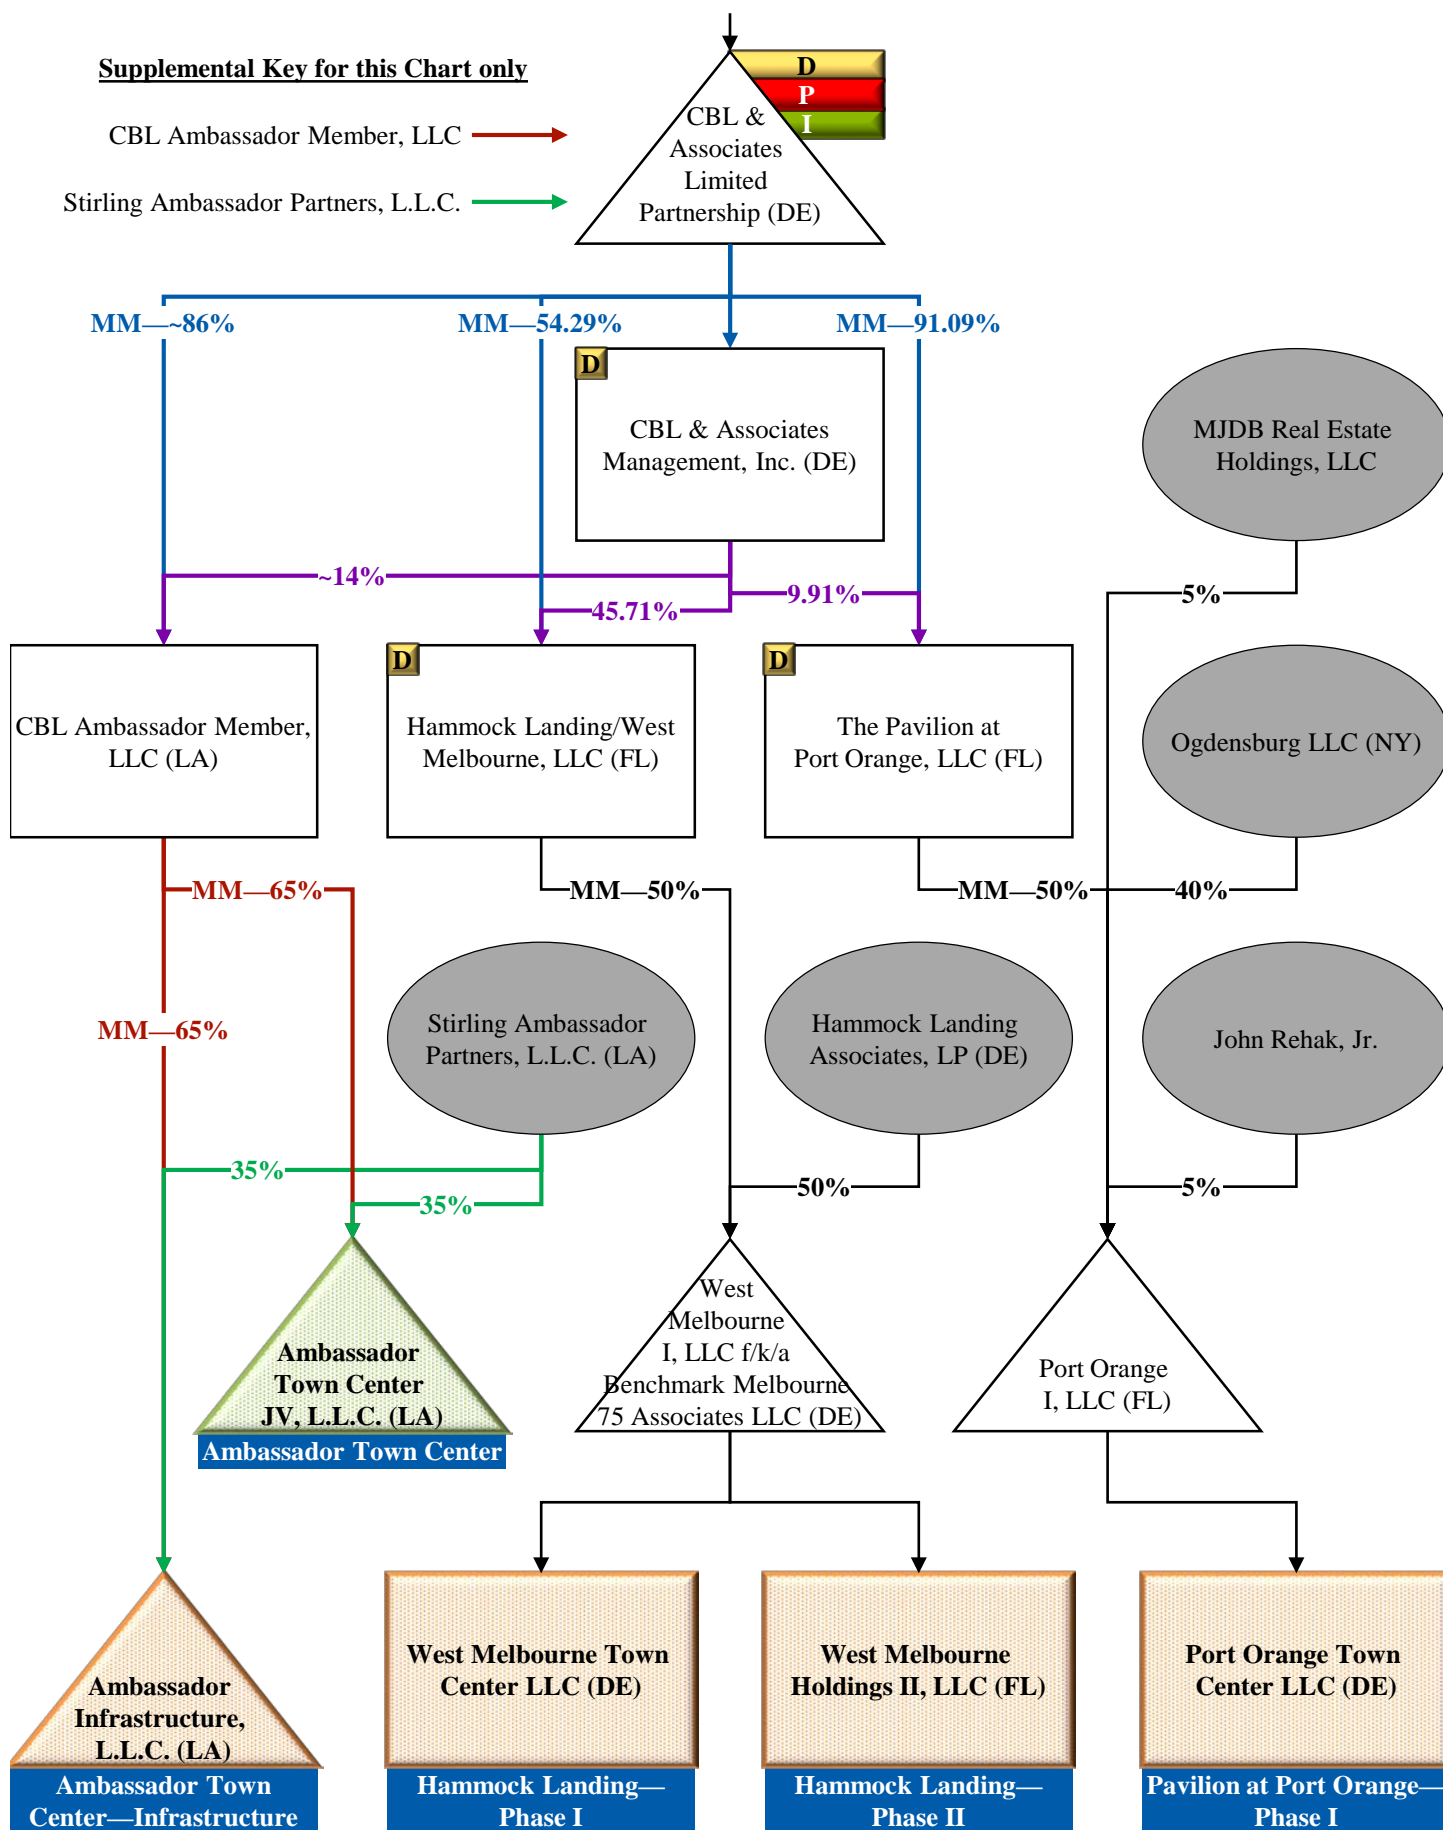 Supplemental Key for this Chart only
CBL Ambassador Member, LLC
Stirling Ambassador Partners, L.L.C.
D
P
I
CBL &
Associates
Limited
Partnership (DE)
MM—~86%
MM—54.29%
MM—91.09%
D
CBL & Associates
Management, Inc. (DE)
MJDB Real Estate
Holdings, LLC
~14%
45.71%
9.91%
5%
CBL Ambassador Member,
LLC (LA)
D
Hammock Landing/West
Melbourne, LLC (FL)
D
The Pavilion at
Port Orange, LLC (FL)
Ogdensburg LLC (NY)
MM—65%
MM—50%
MM—50%
40%
MM—65%
Stirling Ambassador
Partners, L.L.C. (LA)
Hammock Landing
Associates, LP (DE)
John Rehak, Jr.
35%
35%
50%
5%
Ambassador
Town Center
JV, L.L.C. (LA)
Ambassador Town Center
West
Melbourne
I, LLC f/k/a
Benchmark Melbourne
75 Associates LLC (DE)
Port Orange
I, LLC (FL)
Ambassador
Infrastructure,
L.L.C. (LA)
Ambassador Town
Center—Infrastructure
West Melbourne Town
Center LLC (DE)
Hammock Landing—
Phase I
West Melbourne
Holdings II, LLC (FL)
Hammock Landing—
Phase II
Port Orange Town
Center LLC (DE)
Pavilion at Port Orange—
Phase I